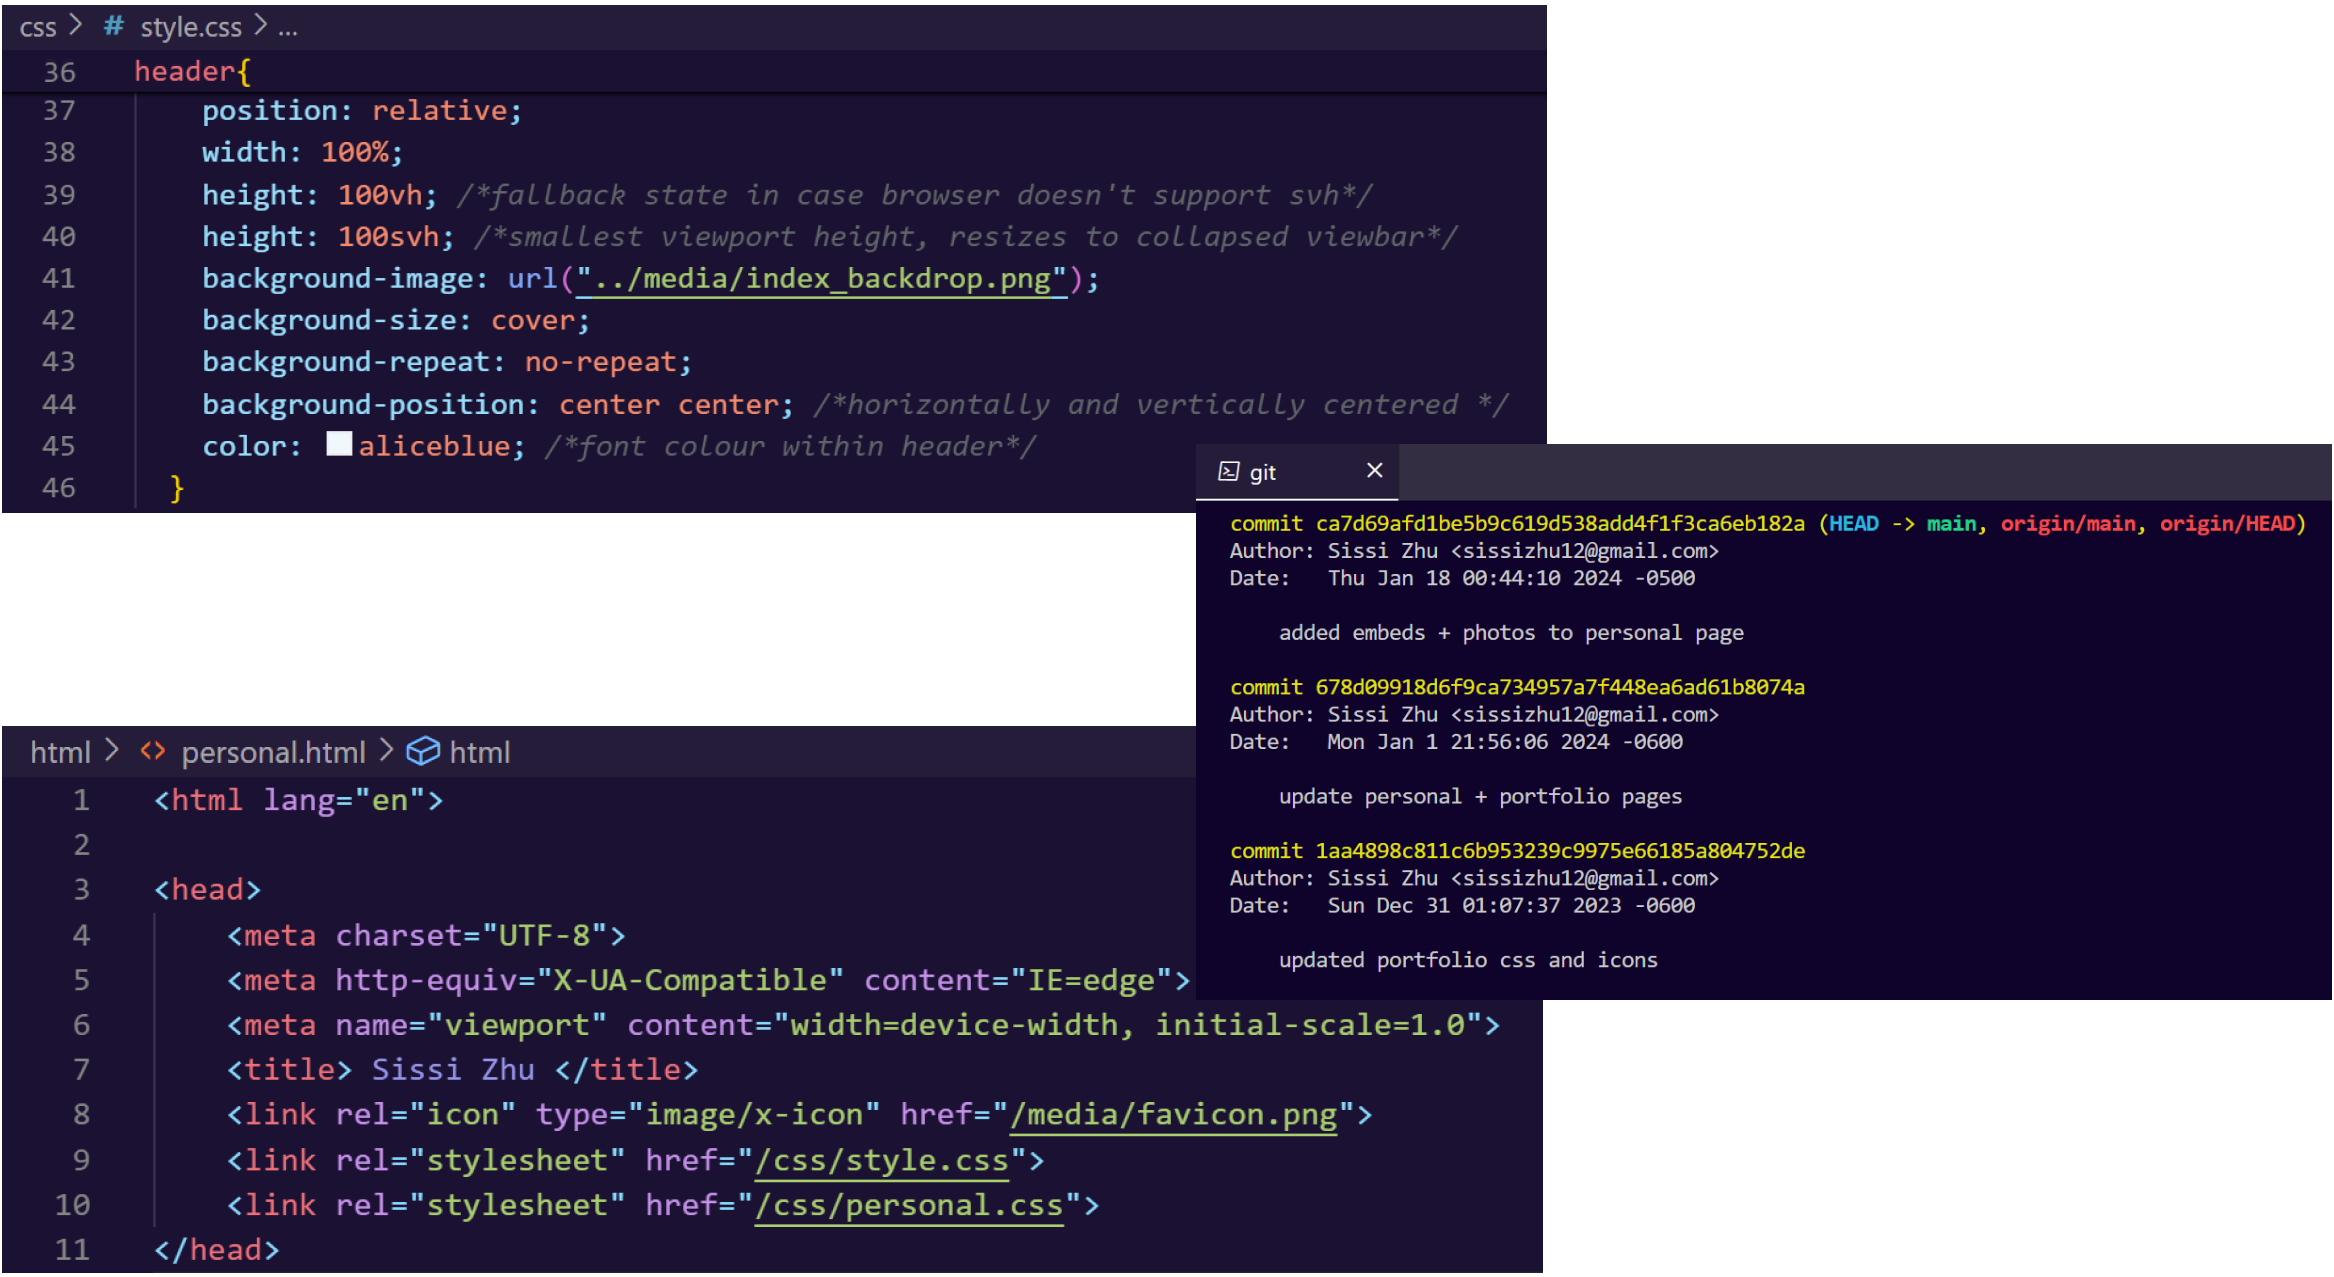 css > # style.css > ...
36 header{
37 position: relative;
38 width: 100%;
39 height: 100vh; /*fallback state in case browser doesn't support svh*/
40 height: 100svh; /*smallest viewport height, resizes to collapsed viewbar*/
41 background-image: url("../media/index_backdrop.png");
42 background-size: cover;
43 background-repeat: no-repeat;
44 background-position: center center; /*horizontally and vertically centered */
45 color: aliceblue; /*font colour within header*/
46 }
git ×
commit ca7d69afd1be5b9c619d538add4f1f3ca6eb182a (HEAD -> main, origin/main, origin/HEAD)
Author: Sissi Zhu <sissizhu12@gmail.com>
Date: Thu Jan 18 00:44:10 2024 -0500
added embeds + photos to personal page
commit 678d09918d6f9ca734957a7f448ea6ad61b8074a
Author: Sissi Zhu <sissizhu12@gmail.com>
Date: Mon Jan 1 21:56:06 2024 -0600
update personal + portfolio pages
commit 1aa4898c811c6b953239c9975e66185a804752de
Author: Sissi Zhu <sissizhu12@gmail.com>
Date: Sun Dec 31 01:07:37 2023 -0600
updated portfolio css and icons
html > <> personal.html > html
1 <html lang="en">
2
3 <head>
4 <meta charset="UTF-8">
5 <meta http-equiv="X-UA-Compatible" content="IE=edge">
6 <meta name="viewport" content="width=device-width, initial-scale=1.0">
7 <title> Sissi Zhu </title>
8 <link rel="icon" type="image/x-icon" href="/media/favicon.png">
9 <link rel="stylesheet" href="/css/style.css">
10 <link rel="stylesheet" href="/css/personal.css">
11 </head>